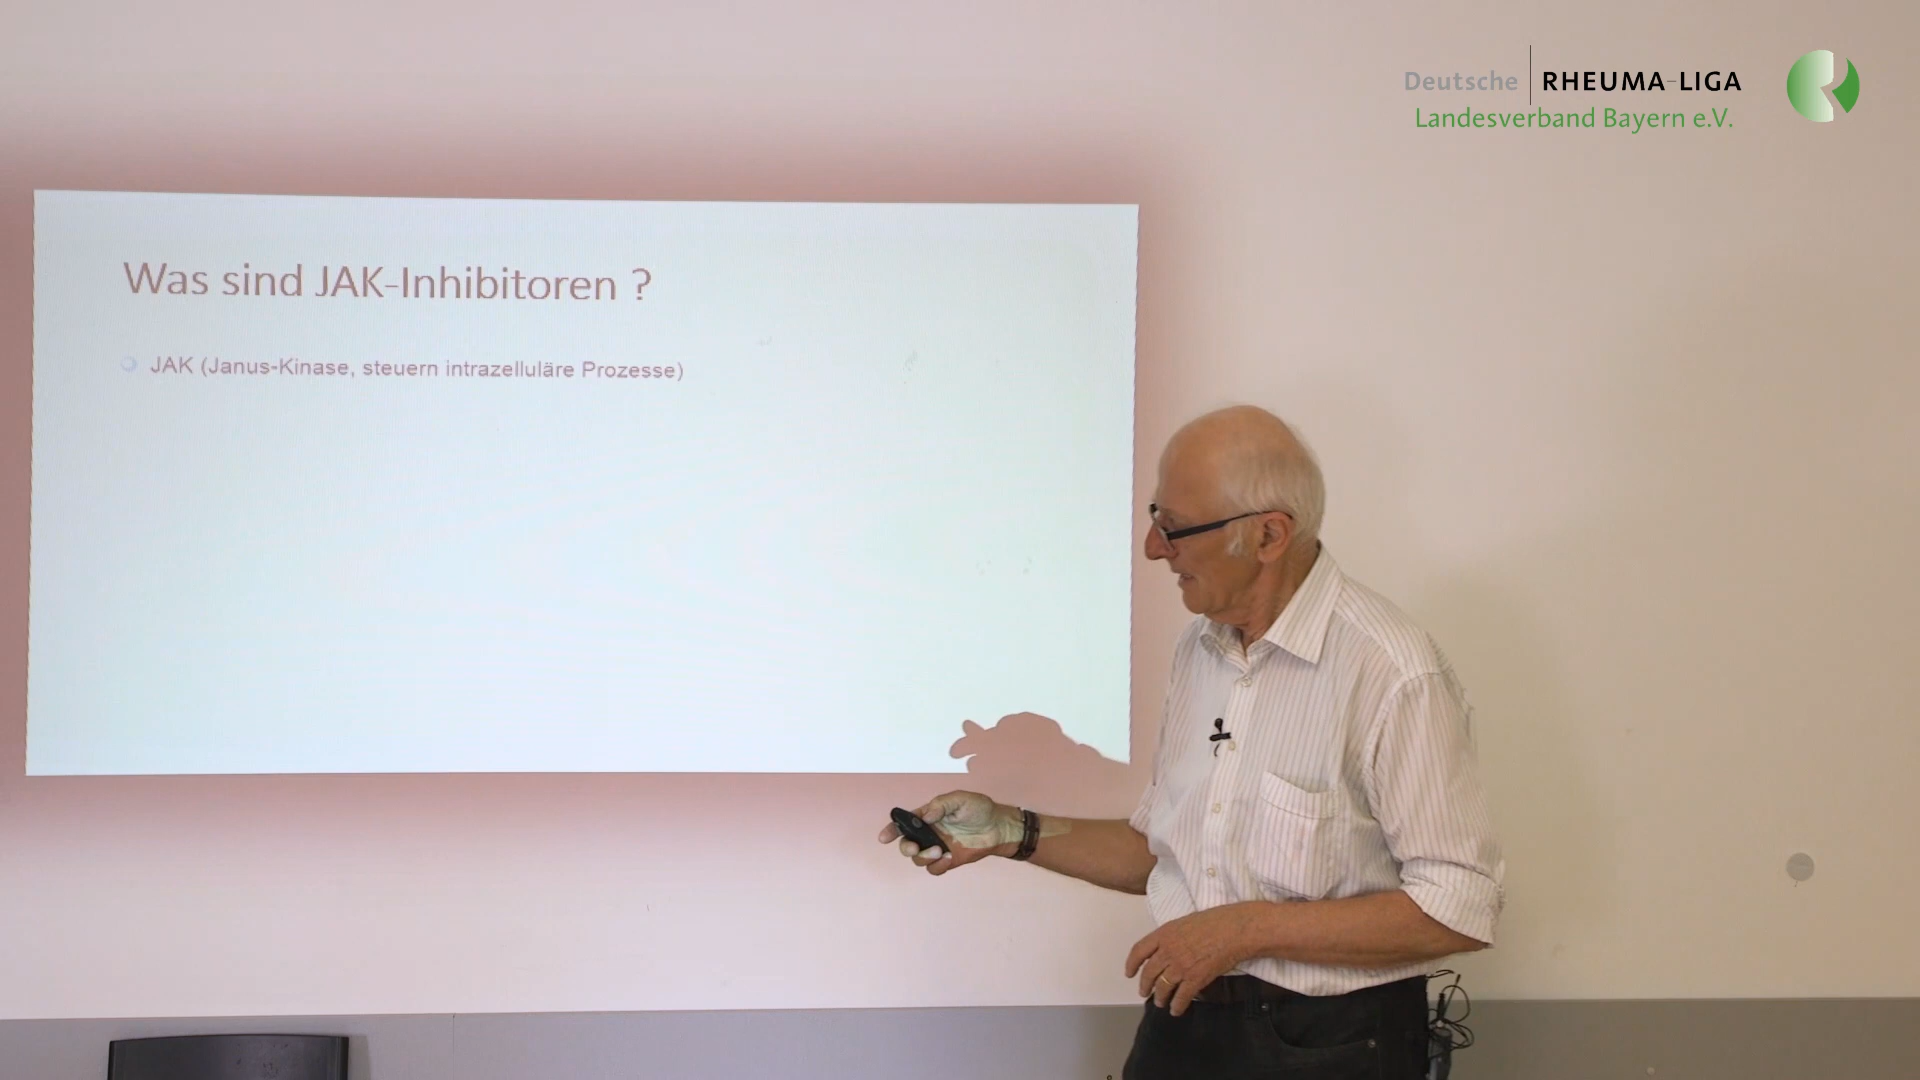 Deutsche RHEUMA-LIGA
Landesverband Bayern e.V.
Was sind JAK-Inhibitoren ?
JAK (Janus-Kinase, steuern intrazelluläre Prozesse)